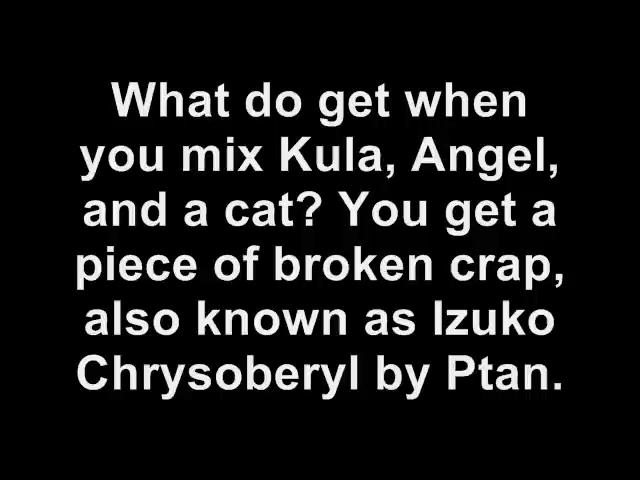 What do get when
you mix Kula, Angel,
and a cat? You get a
piece of broken crap,
also known as Izuko
Chrysoberyl by Ptan.